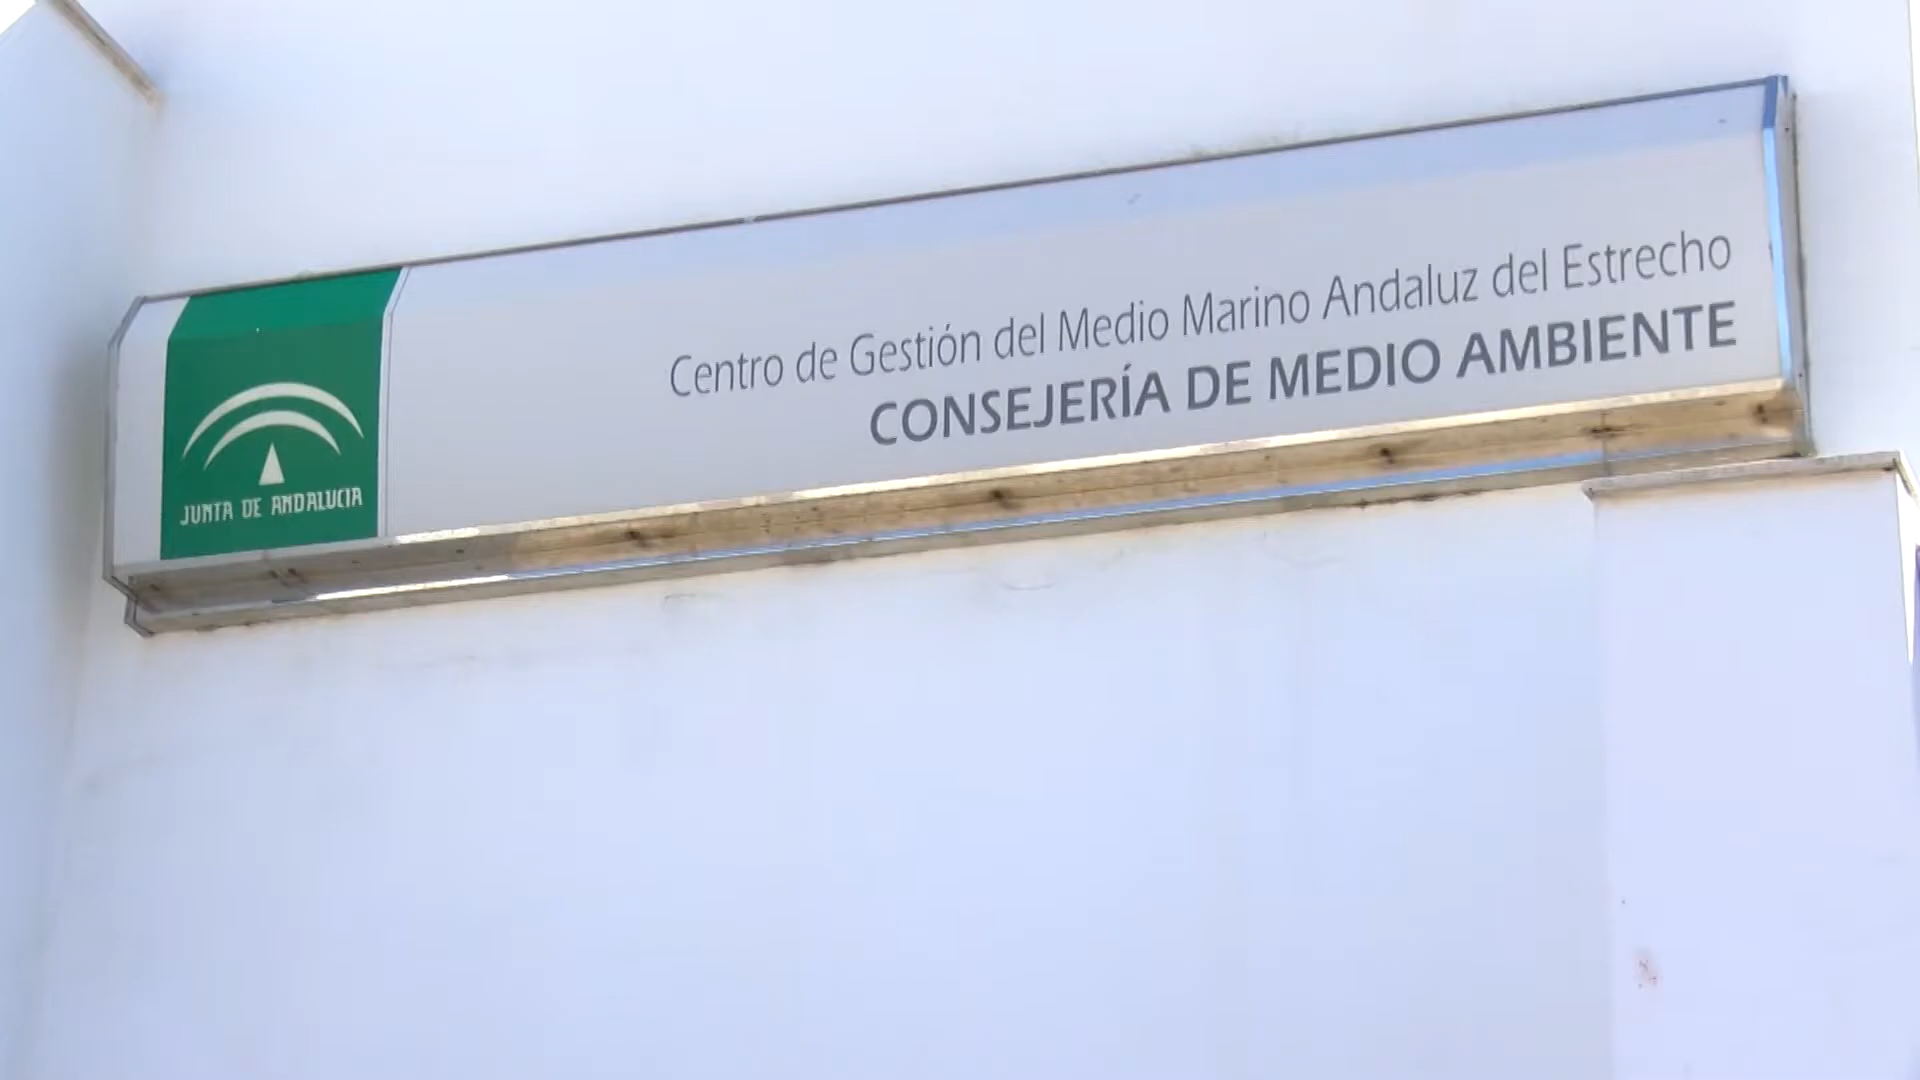 JUNTA DE ANDALUCIA
Centro de Gestión del Medio Marino Andaluz del Estrecho
CONSEJERÍA DE MEDIO AMBIENTE